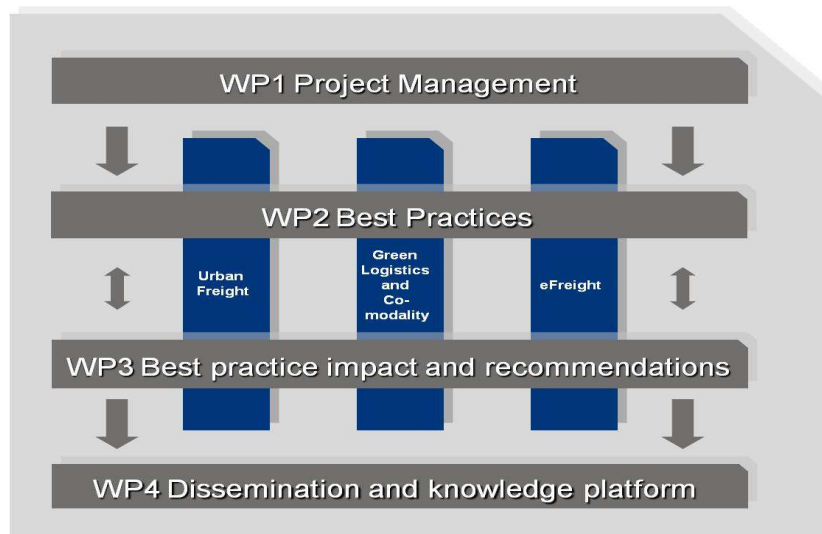 WP1 Project Management
WP2 Best Practices
Urban
Freight
Green
Logistics
and
Co-
modality
eFreight
WP3 Best practice impact and recommendations
WP4 Dissemination and knowledge platform